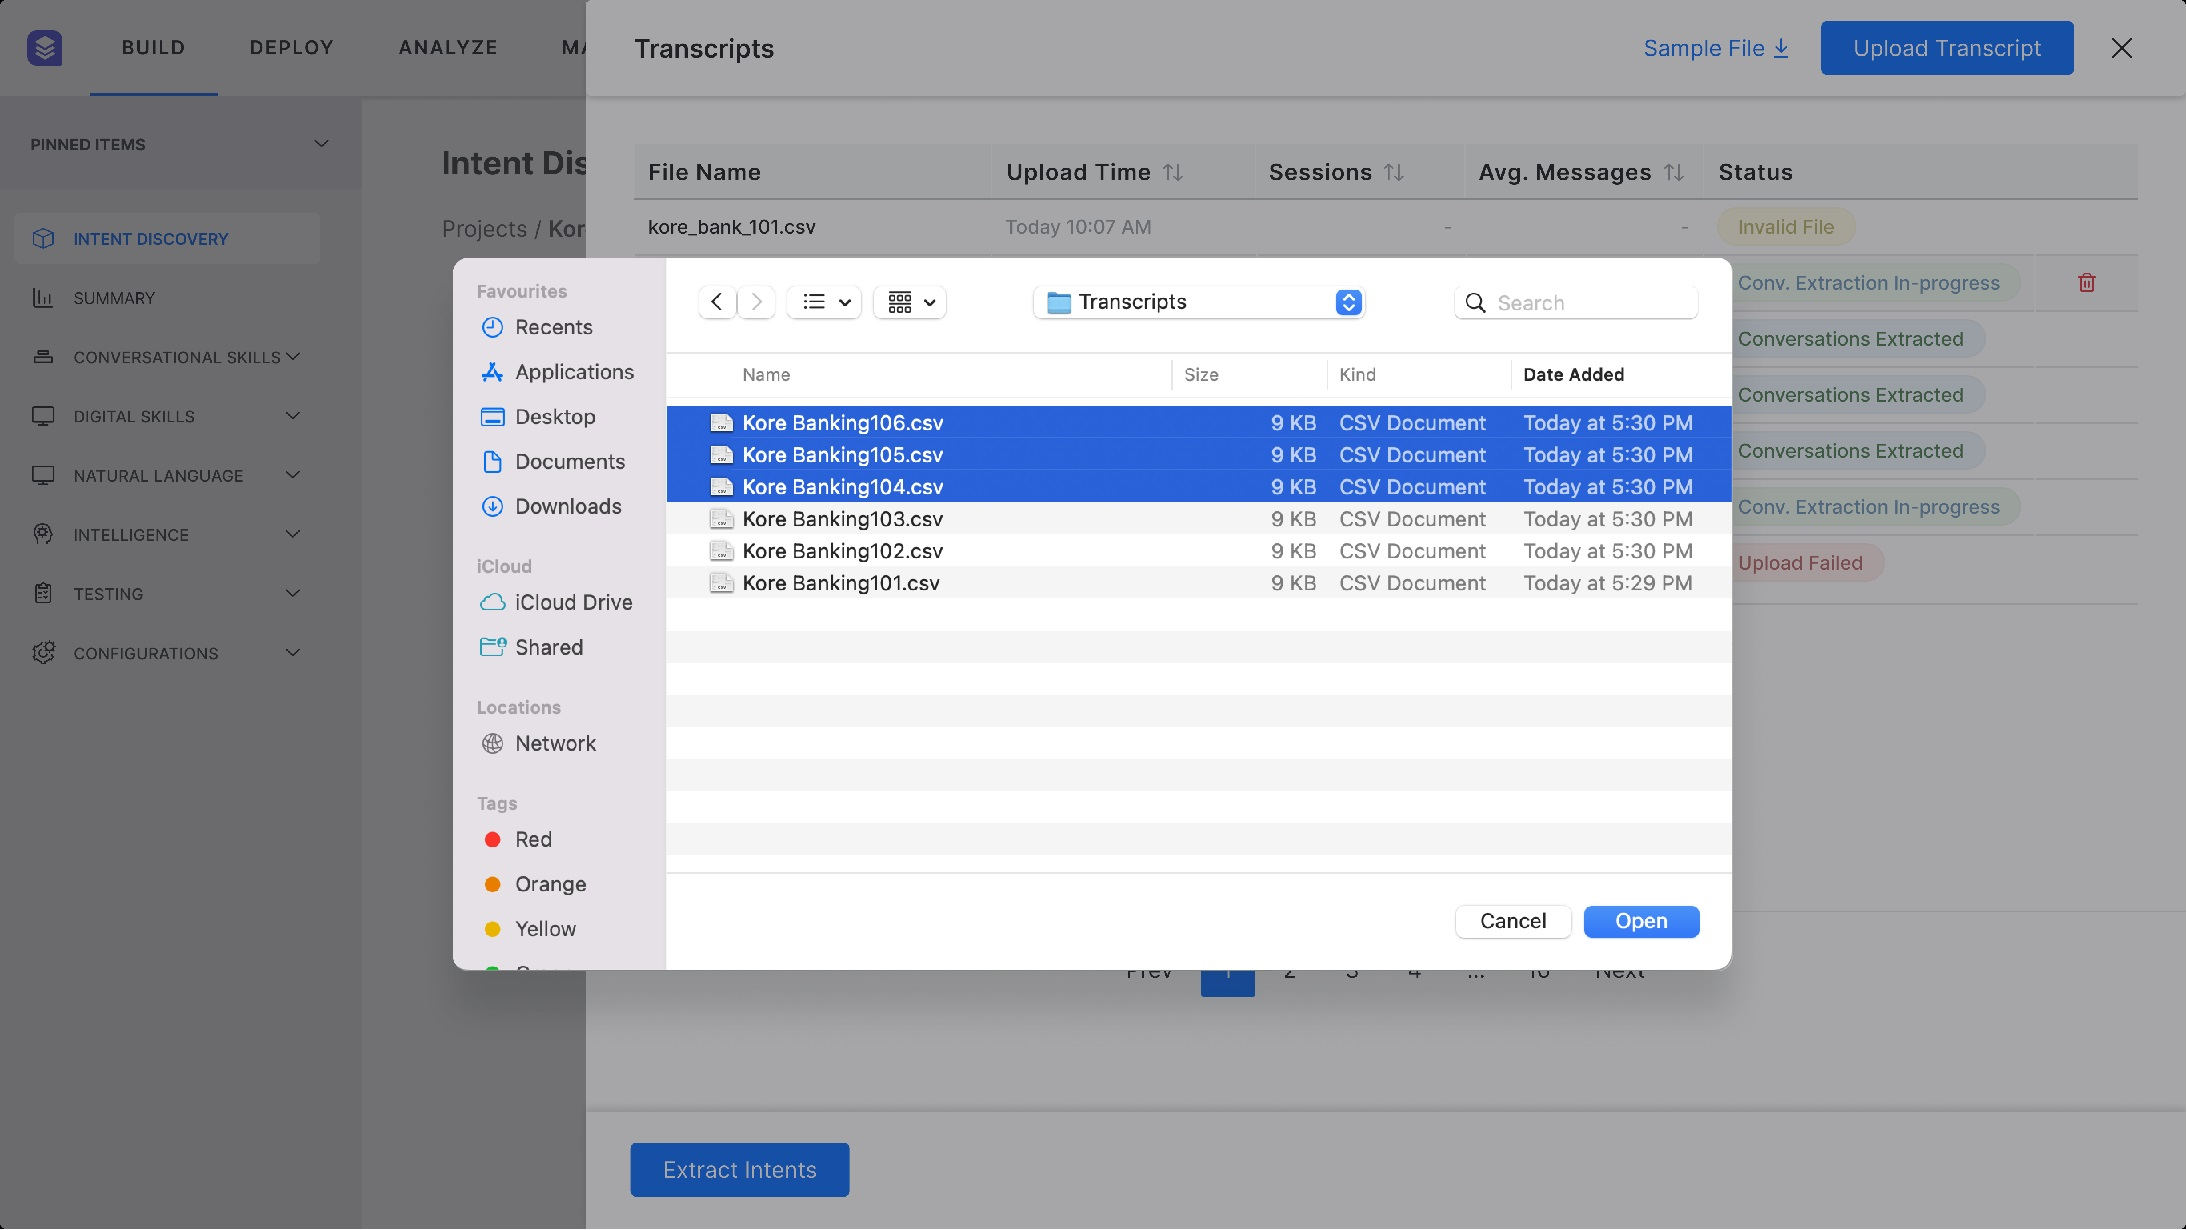 BUILD DEPLOY ANALYZE MA
Transcripts
Sample File
Upload Transcript
PINNED ITEMS
INTENT DISCOVERY
SUMMARY
CONVERSATIONAL SKILLS
DIGITAL SKILLS
NATURAL LANGUAGE
INTELLIGENCE
TESTING
CONFIGURATIONS
Intent Dis
Projects / Kor
File Name Upload Time Sessions Avg. Messages Status
kore_bank_101.csv Today 10:07 AM - - Invalid File
Conv. Extraction In-progress
Conversations Extracted
Conversations Extracted
Conversations Extracted
Conv. Extraction In-progress
Upload Failed
Favourites
Recents
Applications
Desktop
Documents
Downloads
iCloud
iCloud Drive
Shared
Locations
Network
Tags
Red
Orange
Yellow
Transcripts
Search
Name Size Kind Date Added
Kore Banking106.csv 9 KB CSV Document Today at 5:30 PM
Kore Banking105.csv 9 KB CSV Document Today at 5:30 PM
Kore Banking104.csv 9 KB CSV Document Today at 5:30 PM
Kore Banking103.csv 9 KB CSV Document Today at 5:30 PM
Kore Banking102.csv 9 KB CSV Document Today at 5:30 PM
Kore Banking101.csv 9 KB CSV Document Today at 5:29 PM
Cancel
Open
Prev 1 2 3 4 ... 10 Next
Extract Intents